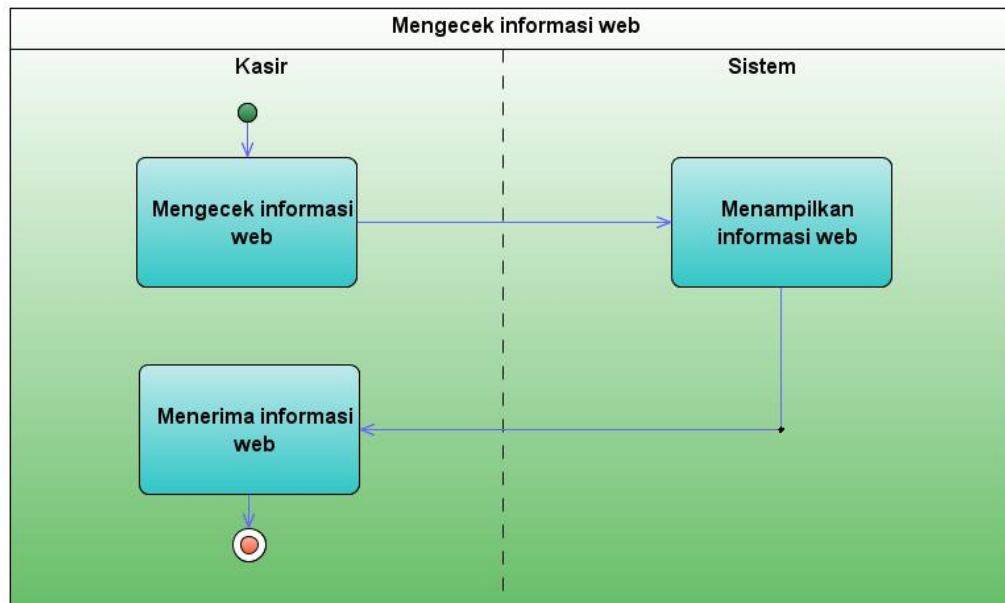 Mengecek informasi web
Kasir
Sistem
Mengecek informasi
web
Menampilkan
informasi web
Menerima informasi
web